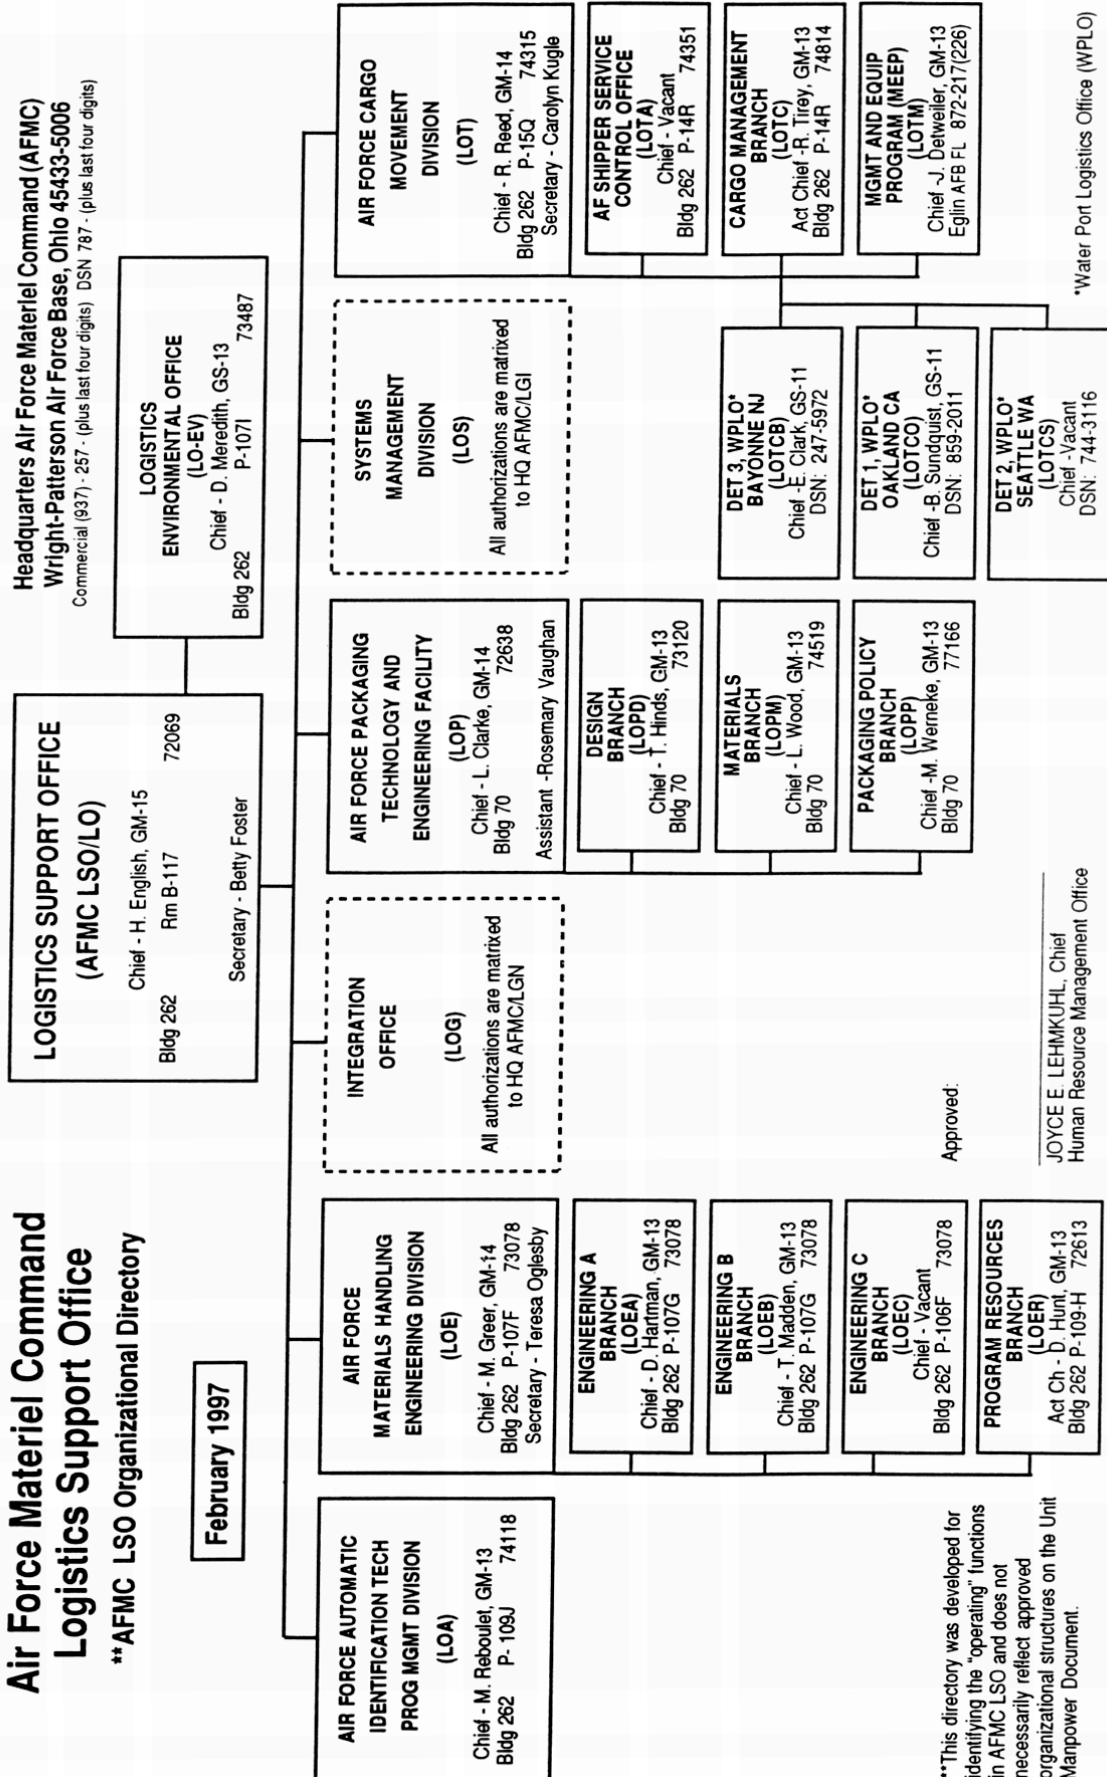 Air Force Materiel Command
Logistics Support Office
**AFMC LSO Organizational Directory
February 1997
Headquarters Air Force Materiel Command (AFMC)
Wright-Patterson Air Force Base, Ohio 45433-5006
Commercial (937) - 257 - (plus last four digits) DSN 787 - (plus last four digits)
LOGISTICS SUPPORT OFFICE
(AFMC LSO/LO)
Chief - H. English, GM-15
Bldg 262 Rm B-117 72069
Secretary - Betty Foster
LOGISTICS
ENVIRONMENTAL OFFICE
(LO-EV)
Chief - D. Meredith, GS-13
Bldg 262 P-1071 73487
AIR FORCE AUTOMATIC
IDENTIFICATION TECH
PROG MGMT DIVISION
(LOA)
Chief - M. Reboulet, GM-13
Bldg 262 P- 109J 74118
AIR FORCE
MATERIALS HANDLING
ENGINEERING DIVISION
(LOE)
Chief - M. Greer, GM-14
Bldg 262 P-107F 73078
Secretary - Teresa Oglesby
ENGINEERING A
BRANCH
(LOEA)
Chief - D. Hartman, GM-13
Bldg 262 P-107G 73078
ENGINEERING B
BRANCH
(LOEB)
Chief - T. Madden, GM-13
Bldg 262 P-107G 73078
ENGINEERING C
BRANCH
(LOEC)
Chief - Vacant
Bldg 262 P-106F 73078
PROGRAM RESOURCES
BRANCH
(LOER)
Act Ch - D. Hunt, GM-13
Bldg 262 P-109-H 72613
INTEGRATION
OFFICE
(LOG)
All authorizations are matrixed
to HQ AFMC/LGN
AIR FORCE PACKAGING
TECHNOLOGY AND
ENGINEERING FACILITY
(LOP)
Chief - L. Clarke, GM-14
Bldg 70 72638
Assistant -Rosemary Vaughan
DESIGN
BRANCH
(LOPD)
Chief - T. Hinds, GM-13
Bldg 70 73120
MATERIALS
BRANCH
(LOPM)
Chief - L. Wood, GM-13
Bldg 70 74519
PACKAGING POLICY
BRANCH
(LOPP)
Chief -M. Werneke, GM-13
Bldg 70 77166
SYSTEMS
MANAGEMENT
DIVISION
(LOS)
All authorizations are matrixed
to HQ AFMC/LGI
AIR FORCE CARGO
MOVEMENT
DIVISION
(LOT)
Chief - R. Reed, GM-14
Bldg 262 P-15Q 74315
Secretary - Carolyn Kugle
AF SHIPPER SERVICE
CONTROL OFFICE
(LOTA)
Chief - Vacant
Bldg 262 P-14R 74351
CARGO MANAGEMENT
BRANCH
(LOTC)
Act Chief -R. Tirey, GM-13
Bldg 262 P-14R 74814
MGMT AND EQUIP
PROGRAM (MEEP)
(LOTM)
Chief -J. Detweiler, GM-13
Eglin AFB FL 872-217(226)
DET 3, WPLO*
BAYONNE NJ
(LOTCB)
Chief -E. Clark, GS-11
DSN: 247-5972
DET 1, WPLO*
OAKLAND CA
(LOTCO)
Chief -B. Sundquist, GS-11
DSN: 859-2011
DET 2, WPLO*
SEATTLE WA
(LOTCS)
Chief -Vacant
DSN: 744-3116
**This directory was developed for
identifying the "operating" functions
in AFMC LSO and does not
necessarily reflect approved
organizational structures on the Unit
Manpower Document.
Approved:
JOYCE E. LEHMKUHL, Chief
Human Resource Management Office
*Water Port Logistics Office (WPLO)